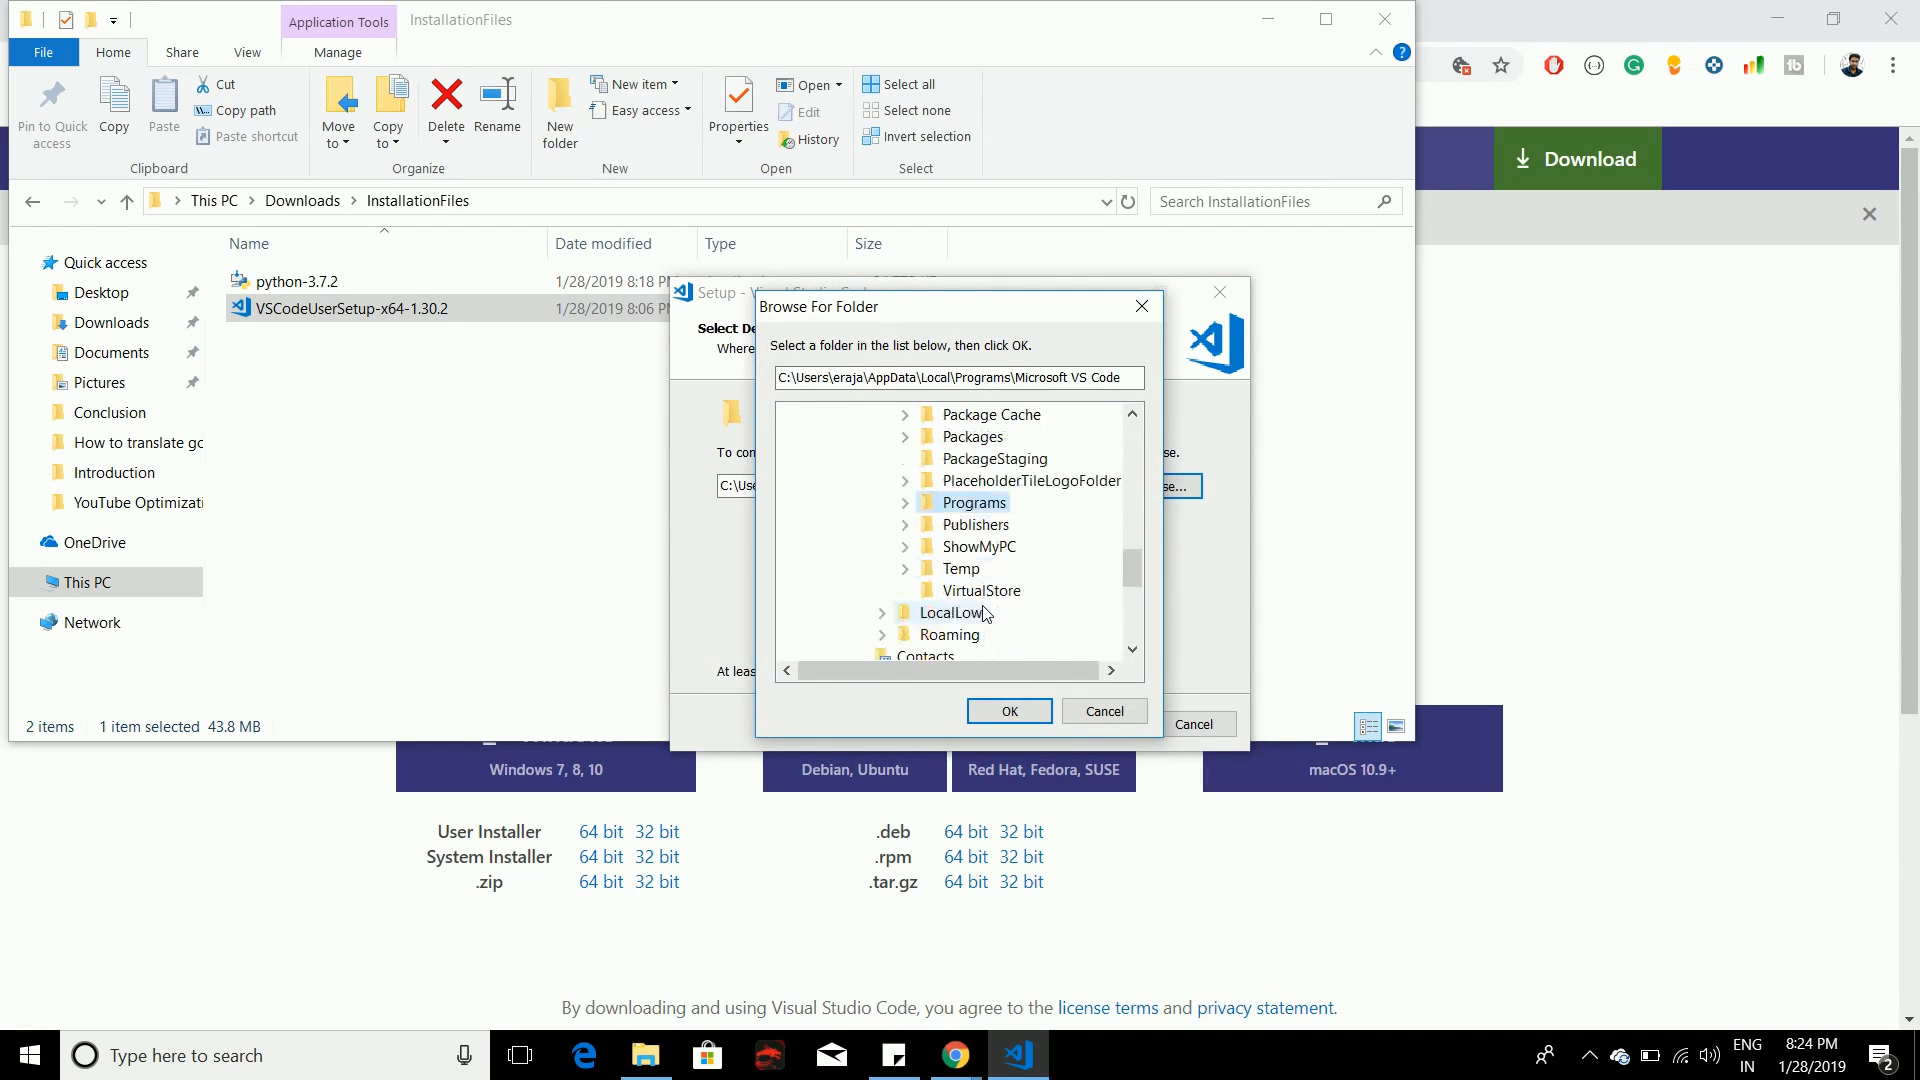 Application Tools
InstallationFiles
File
Home
Share
View
Manage
Pin to Quick access
Copy
Paste
Cut
Copy path
Paste shortcut
Clipboard
Move to
Copy to
Delete
Rename
Organize
New folder
New item
Easy access
New
Properties
Open
Edit
History
Open
Select all
Select none
Invert selection
Select
This PC
Downloads
InstallationFiles
Search InstallationFiles
Download
Name
Date modified
Type
Size
Quick access
Desktop
Downloads
Documents
Pictures
Conclusion
How to translate go
Introduction
YouTube Optimizati
OneDrive
This PC
Network
python-3.7.2
1/28/2019 8:18 PM
VSCodeUserSetup-x64-1.30.2
1/28/2019 8:06 PM
Setup -
Select De
Where
To con
se.
C:\Use
se...
At leas
Cancel
Browse For Folder
Select a folder in the list below, then click OK.
C:\Users\eraja\AppData\Local\Programs\Microsoft VS Code
Package Cache
Packages
PackageStaging
PlaceholderTileLogoFolder
Programs
Publishers
ShowMyPC
Temp
VirtualStore
LocalLow
Roaming
Contacts
OK
Cancel
2 items
1 item selected 43.8 MB
Windows 7, 8, 10
Debian, Ubuntu
Red Hat, Fedora, SUSE
macOS 10.9+
User Installer 64 bit 32 bit
System Installer 64 bit 32 bit
.zip 64 bit 32 bit
.deb 64 bit 32 bit
.rpm 64 bit 32 bit
.tar.gz 64 bit 32 bit
By downloading and using Visual Studio Code, you agree to the license terms and privacy statement.
Type here to search
ENG
IN
8:24 PM
1/28/2019
2